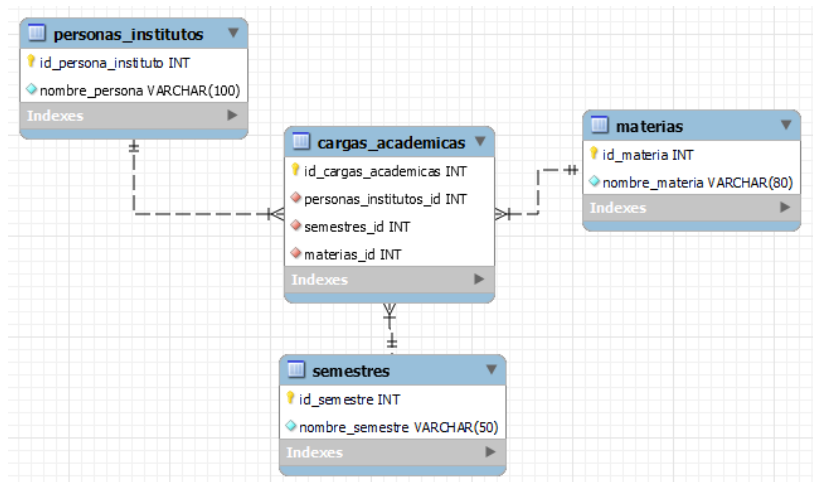 personas_institutos
id_persona_instituto INT
nombre_persona VARCHAR(100)
Indexes
cargas_academicas
id_cargas_academicas INT
personas_institutos_id INT
semestres_id INT
materias_id INT
Indexes
materias
id_materia INT
nombre_materia VARCHAR(80)
Indexes
semestres
id_semestre INT
nombre_semestre VARCHAR(50)
Indexes